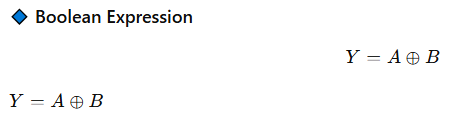 Boolean Expression
Y = A ⊕ B
Y = A ⊕ B